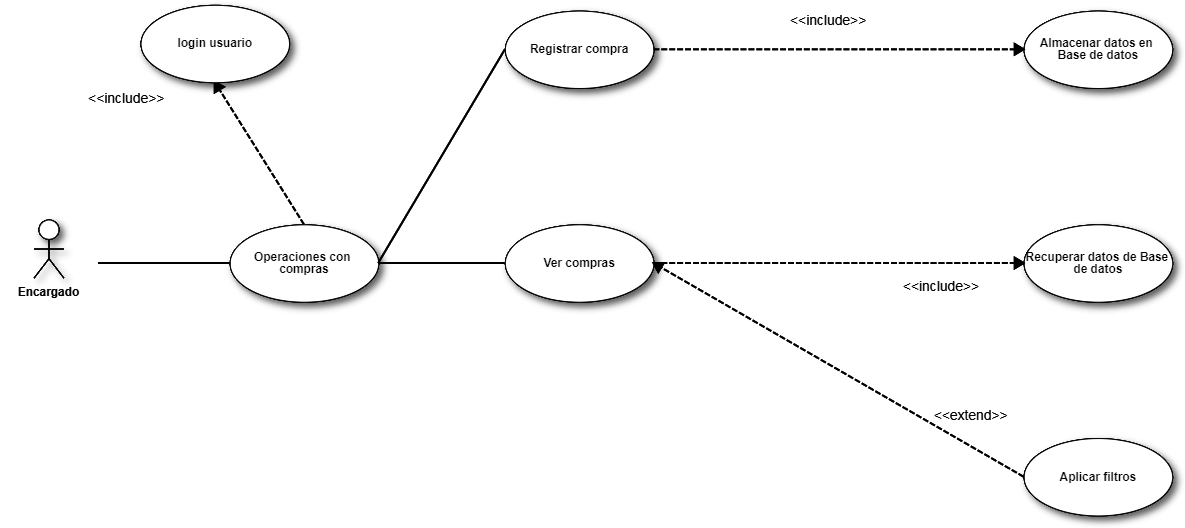 login usuario
<<include>>
Registrar compra
<<include>>
Almacenar datos en
Base de datos
Encargado
Operaciones con
compras
Ver compras
<<include>>
Recuperar datos de Base
de datos
<<extend>>
Aplicar filtros